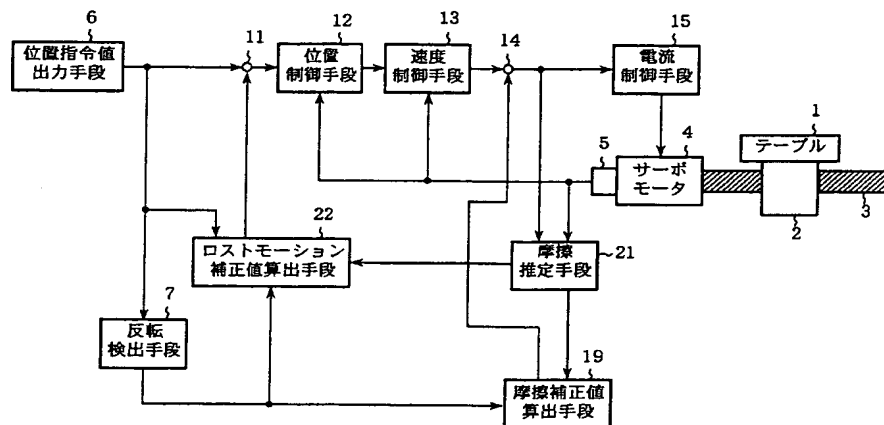 6
位置指令値
出力手段
11
12
位置
制御手段
13
速度
制御手段
14
15
電流
制御手段
1
テーブル
4
サーボ
モータ
5
2
3
22
ロストモーション
補正値算出手段
摩擦
推定手段
21
7
反転
検出手段
19
摩擦補正値
算出手段